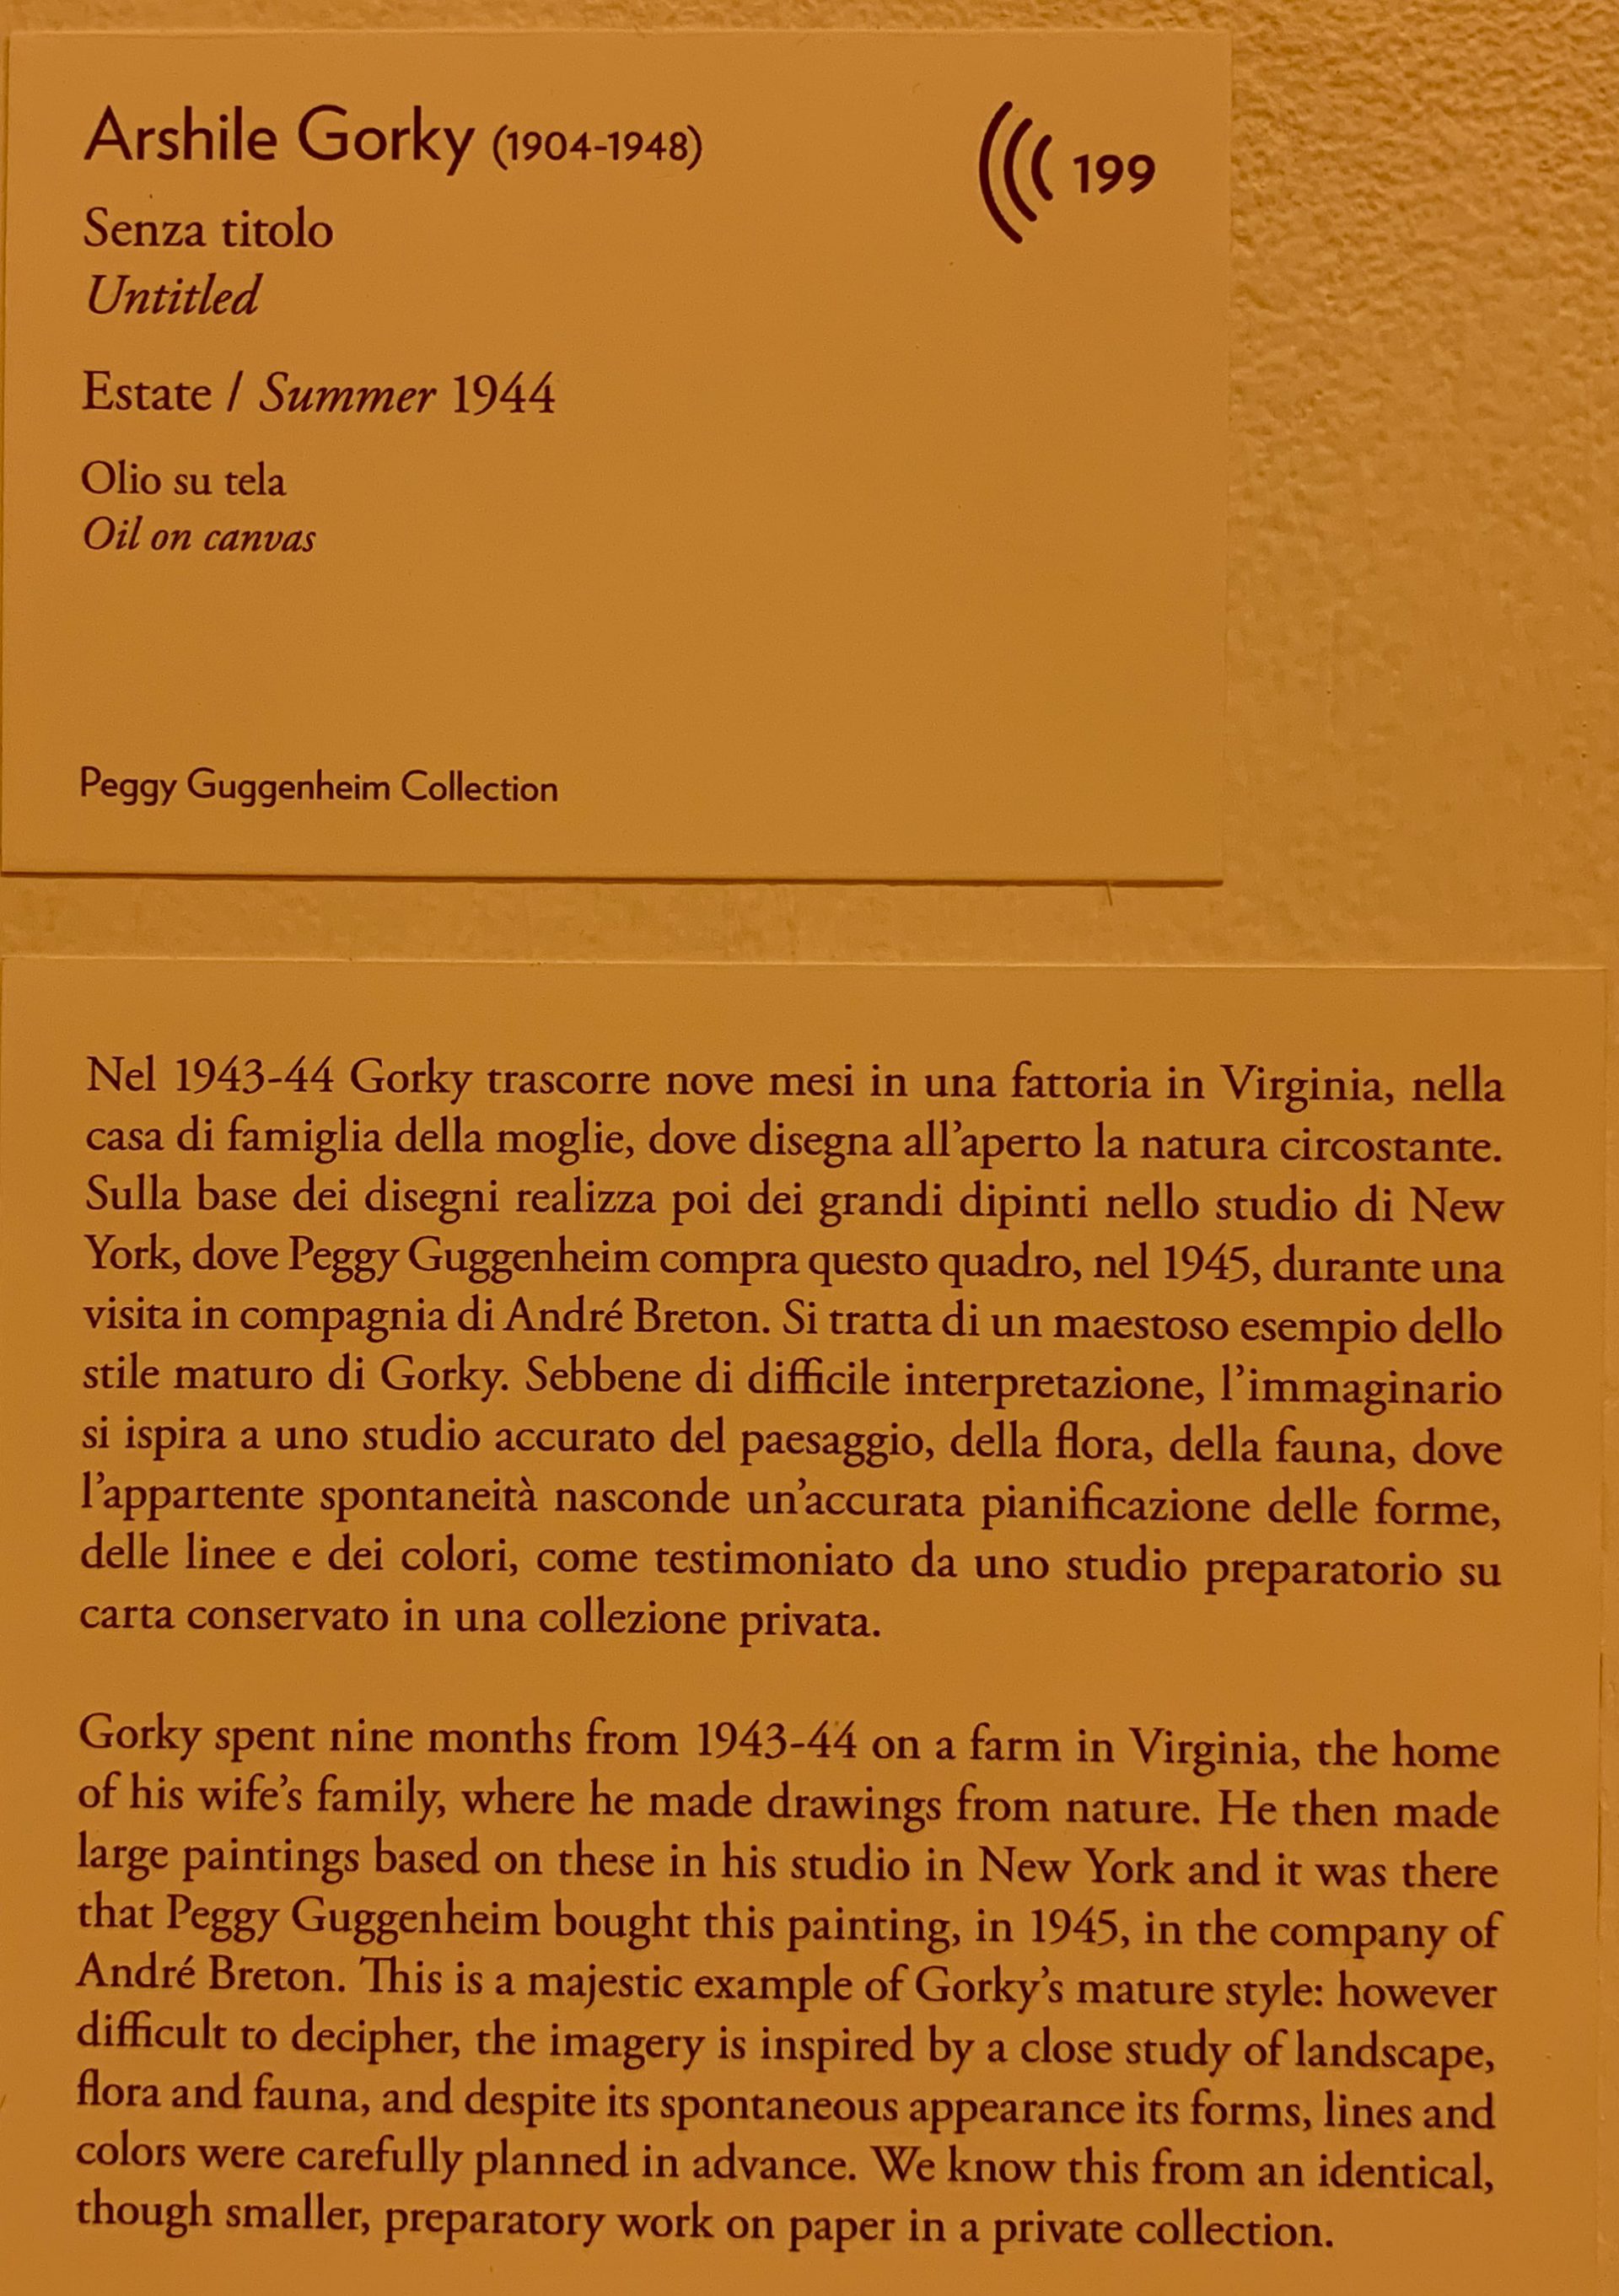 Arshile Gorky (1904-1948)
199
Senza titolo
Untitled
Estate / Summer 1944
Olio su tela
Oil on canvas
Peggy Guggenheim Collection
Nel 1943-44 Gorky trascorre nove mesi in una fattoria in Virginia, nella
casa di famiglia della moglie, dove disegna all’aperto la natura circostante.
Sulla base dei disegni realizza poi dei grandi dipinti nello studio di New
York, dove Peggy Guggenheim compra questo quadro, nel 1945, durante una
visita in compagnia di André Breton. Si tratta di un maestoso esempio dello
stile maturo di Gorky. Sebbene di difficile interpretazione, l’immaginario
si ispira a uno studio accurato del paesaggio, della flora, della fauna, dove
l’appartente spontaneità nasconde un’accurata pianificazione delle forme,
delle linee e dei colori, come testimoniato da uno studio preparatorio su
carta conservato in una collezione privata.
Gorky spent nine months from 1943-44 on a farm in Virginia, the home
of his wife’s family, where he made drawings from nature. He then made
large paintings based on these in his studio in New York and it was there
that Peggy Guggenheim bought this painting, in 1945, in the company of
André Breton. This is a majestic example of Gorky’s mature style: however
difficult to decipher, the imagery is inspired by a close study of landscape,
flora and fauna, and despite its spontaneous appearance its forms, lines and
colors were carefully planned in advance. We know this from an identical,
though smaller, preparatory work on paper in a private collection.